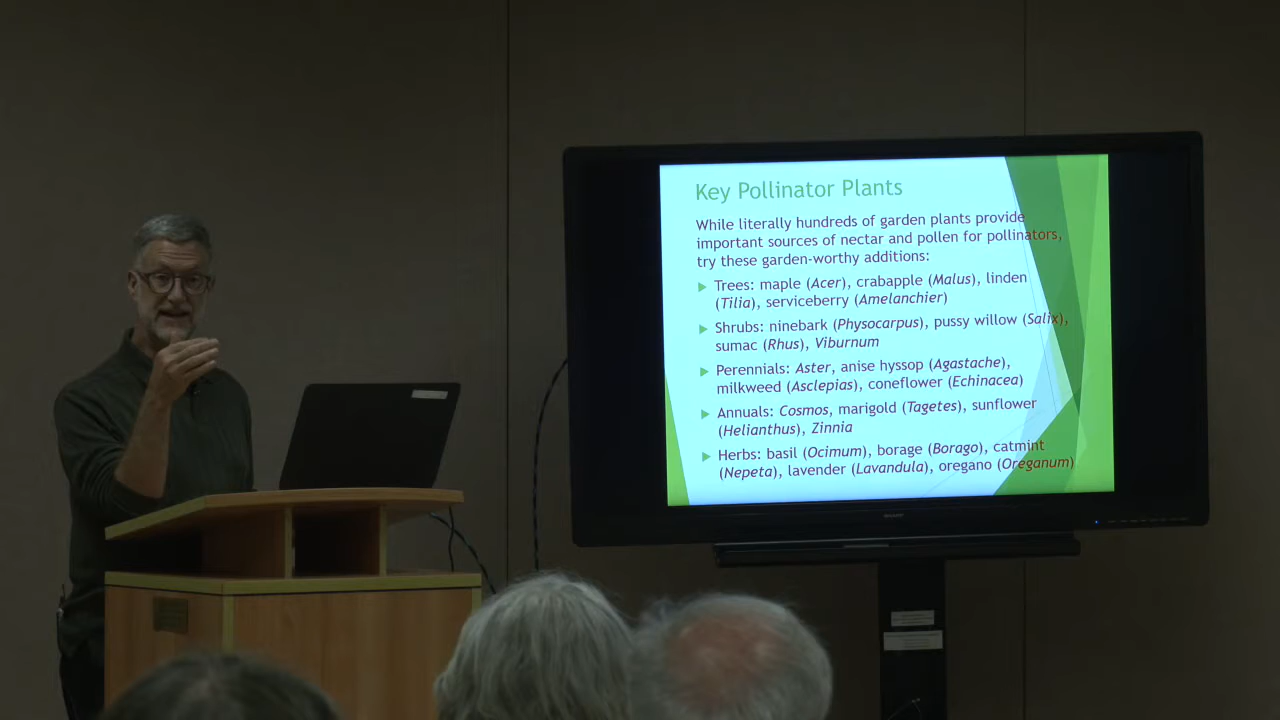 Key Pollinator Plants
While literally hundreds of garden plants provide
important sources of nectar and pollen for pollinators,
try these garden-worthy additions:
Trees: maple (Acer), crabapple (Malus), linden
(Tilia), serviceberry (Amelanchier)
Shrubs: ninebark (Physocarpus), pussy willow (Salix),
sumac (Rhus), Viburnum
Perennials: Aster, anise hyssop (Agastache),
milkweed (Asclepias), coneflower (Echinacea)
Annuals: Cosmos, marigold (Tagetes), sunflower
(Helianthus), Zinnia
Herbs: basil (Ocimum), borage (Borago), catmint
(Nepeta), lavender (Lavandula), oregano (Oreganum)
SHARP